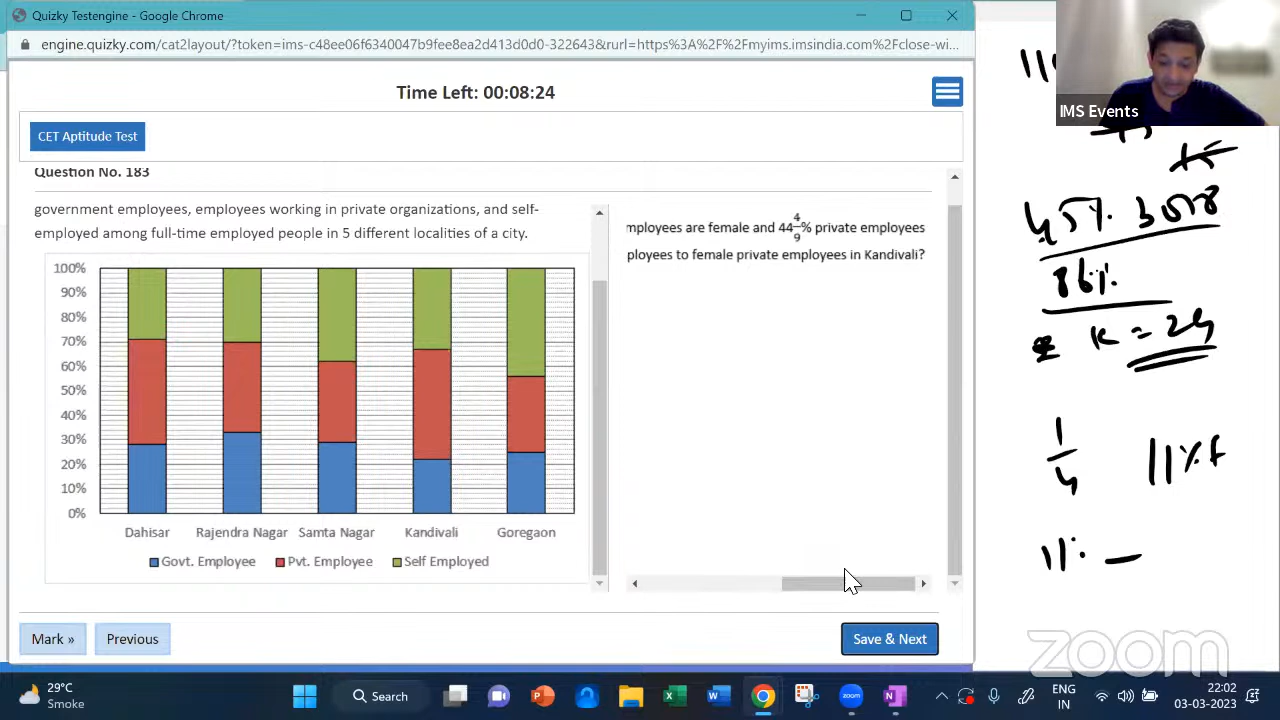 Quizky Testengine - Google Chrome
engine.quizky.com/cat2layout/?token=ims-c48ee06f6340047b9fee8ea2d413d0d0-322643&rurl=https%3A%2F%2Fmyims.imsindia.com%2Fclose-wi...
Time Left: 00:08:24
CET Aptitude Test
Question No. 183
government employees, employees working in private organizations, and self-
employed among full-time employed people in 5 different localities of a city.
mployees are female and 44 4/9% private employees
ployees to female private employees in Kandivali?
100%
90%
80%
70%
60%
50%
40%
30%
20%
10%
0%
Dahisar Rajendra Nagar Samta Nagar Kandivali Goregaon
Govt. Employee Pvt. Employee Self Employed
Mark » Previous Save & Next
IMS Events
45%
86%
K = 24
1/4 11% f
11%
zoom
29°C
Smoke
Search
ENG
IN
22:02
03-03-2023